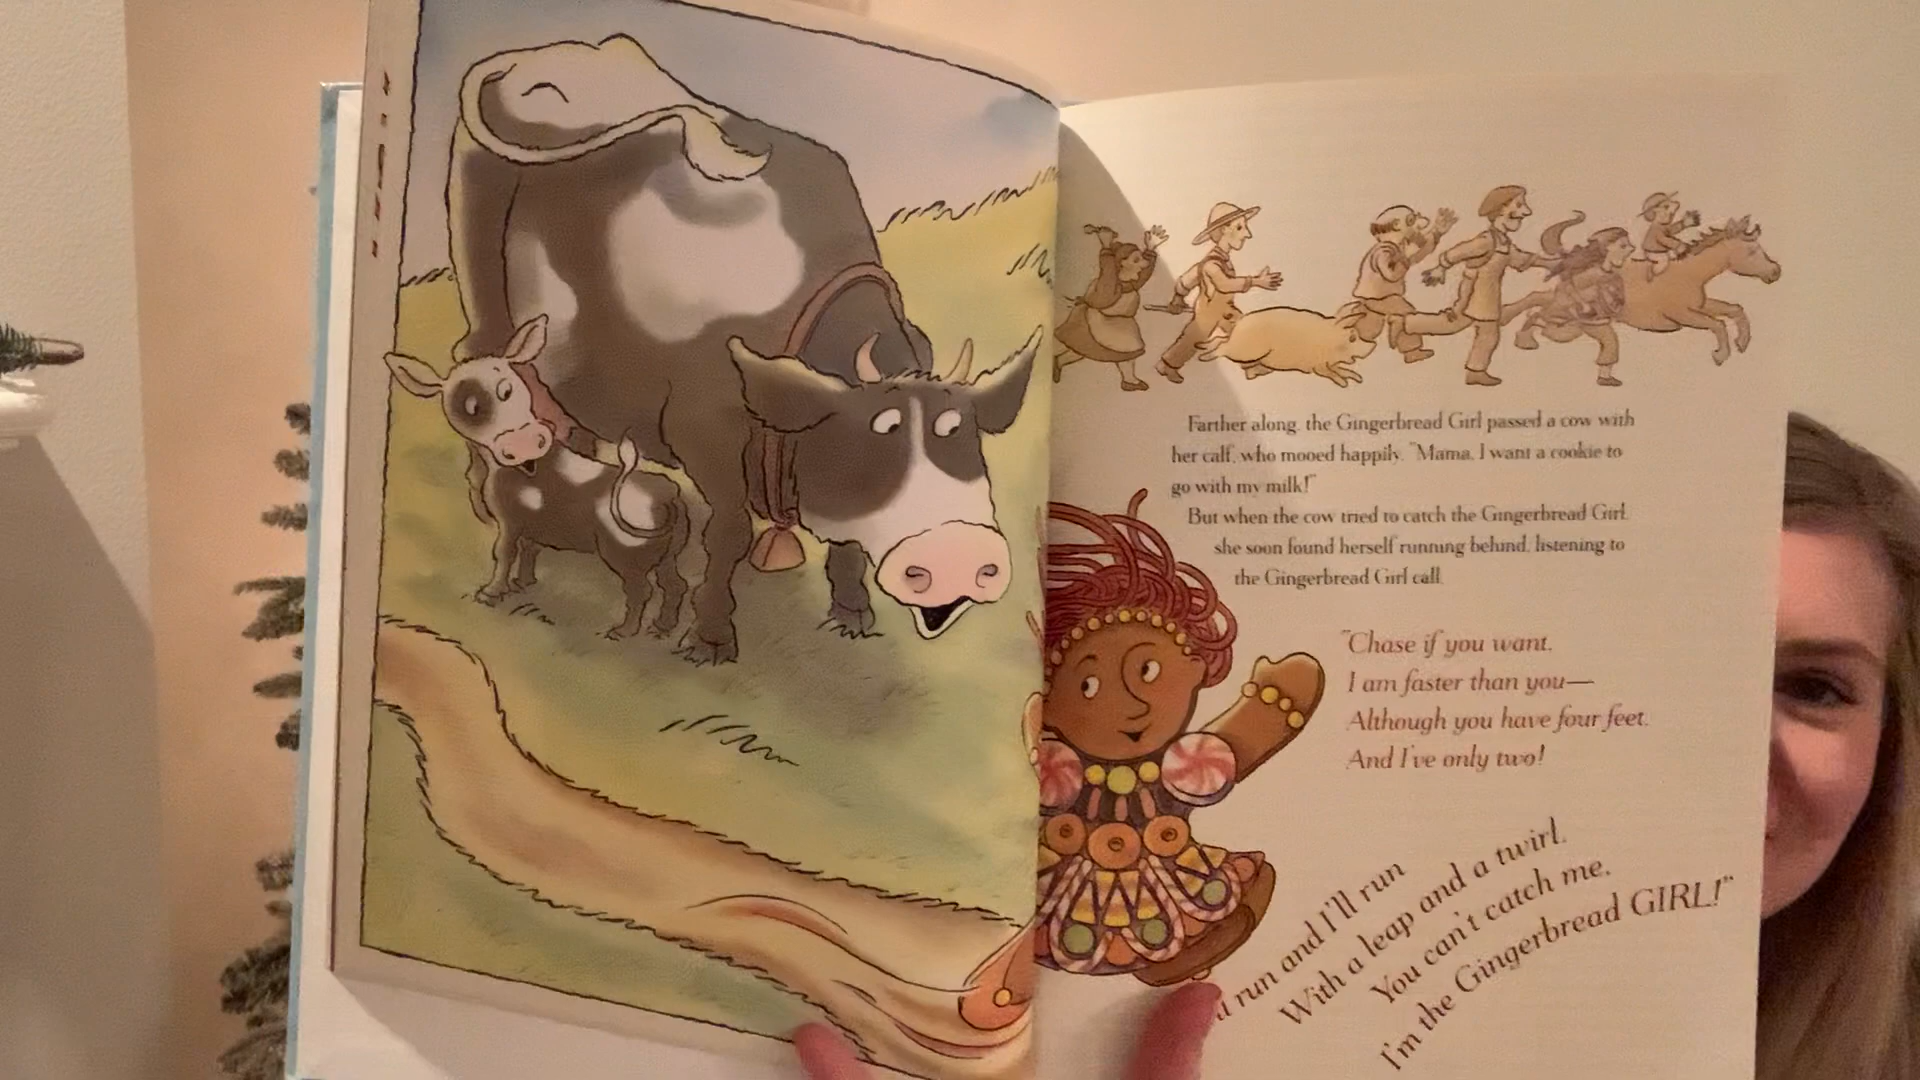 Farther along, the Gingerbread Girl passed a cow with
her calf, who mooed happily, "Mama, I want a cookie to
go with my milk!"
But when the cow tried to catch the Gingerbread Girl,
she soon found herself running behind, listening to
the Gingerbread Girl call,
"Chase if you want,
I am faster than you—
Although you have four feet,
And I've only two!
run and I'll run
With a leap and a twirl.
You can't catch me,
I'm the Gingerbread GIRL!"